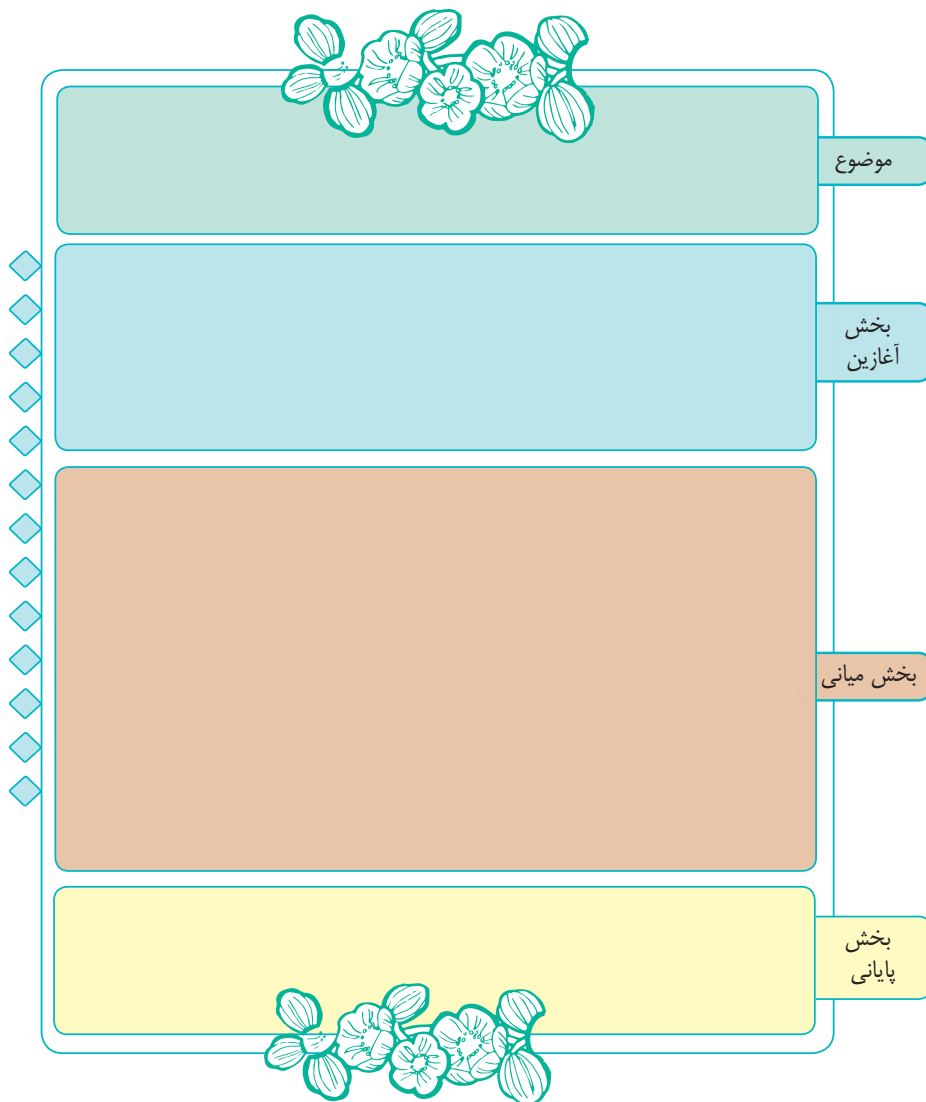 موضوع
بخش
آغازین
بخش میانی
بخش
پایانی